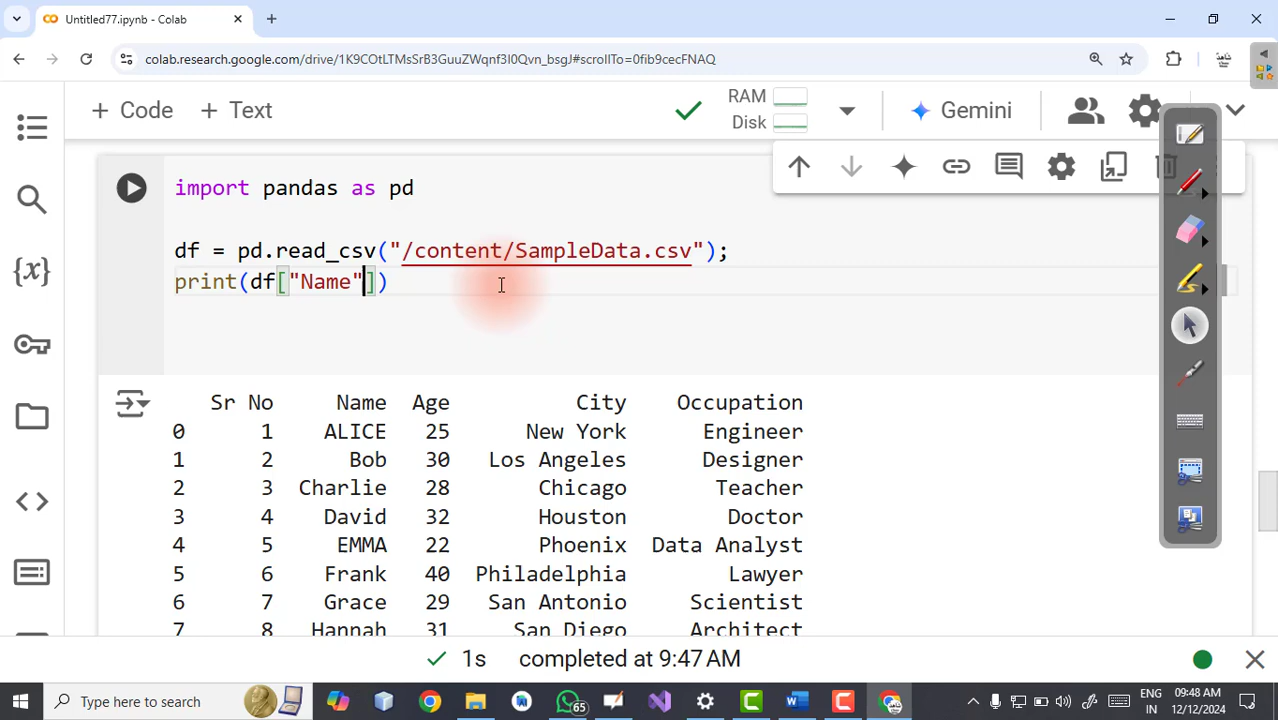 Untitled77.ipynb - Colab
colab.research.google.com/drive/1K9COtLTMsSrB3GuuZWqnf3I0Qvn_bsgJ#scrollTo=0fib9cecFNAQ
+ Code + Text
RAM
Disk
Gemini
import pandas as pd
df = pd.read_csv("/content/SampleData.csv");
print(df["Name"])
Sr No Name Age City Occupation
0 1 ALICE 25 New York Engineer
1 2 Bob 30 Los Angeles Designer
2 3 Charlie 28 Chicago Teacher
3 4 David 32 Houston Doctor
4 5 EMMA 22 Phoenix Data Analyst
5 6 Frank 40 Philadelphia Lawyer
6 7 Grace 29 San Antonio Scientist
7 8 Hannah 31 San Diego Architect
1s completed at 9:47 AM
Type here to search
65
ENG
IN
09:48 AM
12/12/2024